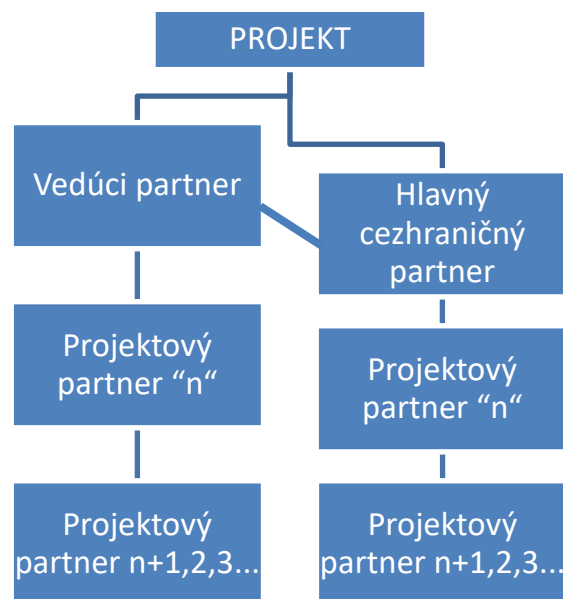 PROJEKT
Vedúci partner
Hlavný
cezhraničný
partner
Projektový
partner “n“
Projektový
partner “n“
Projektový
partner n+1,2,3...
Projektový
partner n+1,2,3...